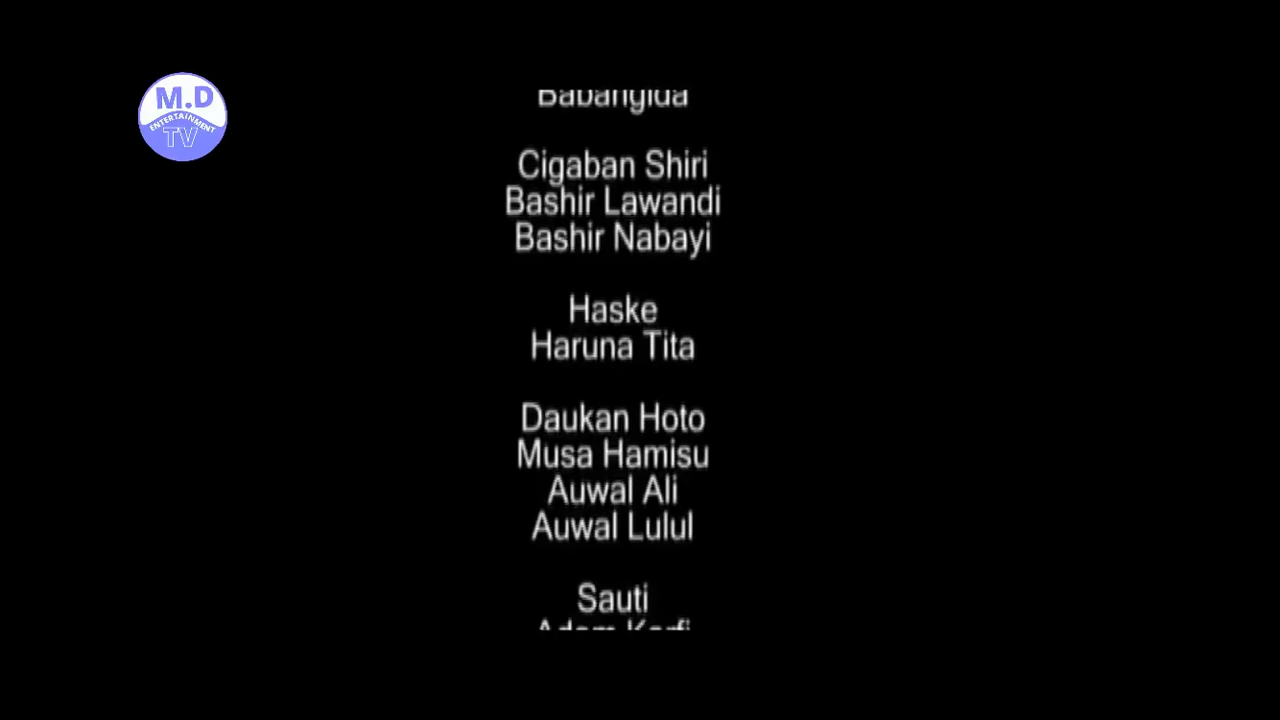 M.D
ENTERTAINMENT
TV
Babangida
Cigaban Shiri
Bashir Lawandi
Bashir Nabayi
Haske
Haruna Tita
Daukan Hoto
Musa Hamisu
Auwal Ali
Auwal Lulul
Sauti